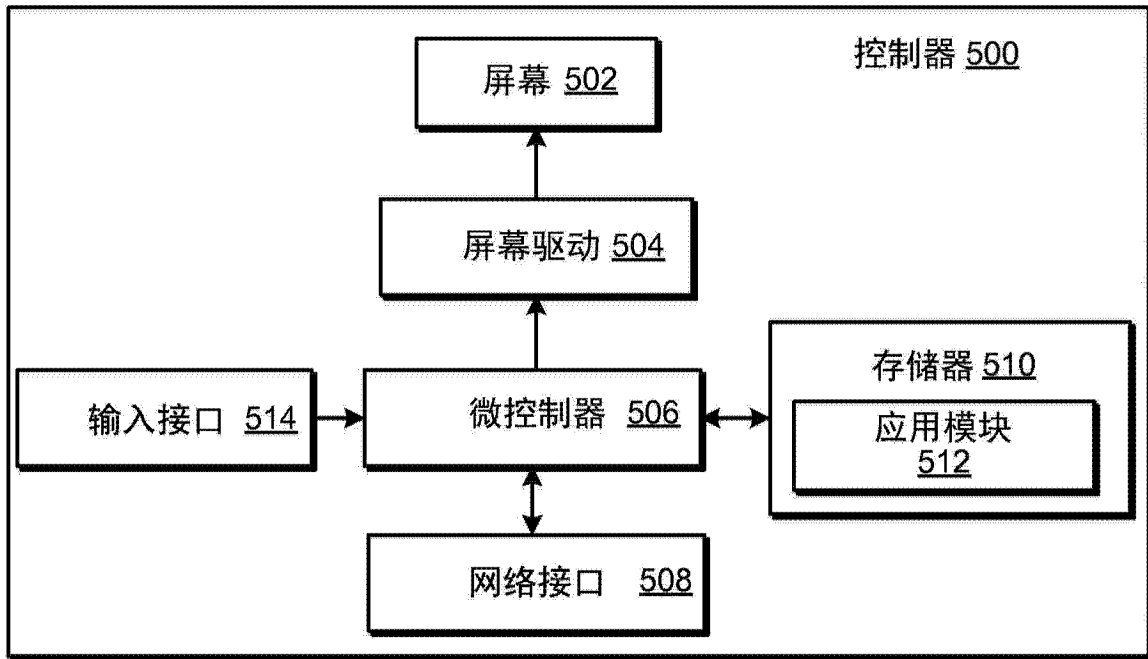 控制器 500
屏幕 502
屏幕驱动 504
存储器 510
输入接口 514
微控制器 506
应用模块
512
网络接口 508